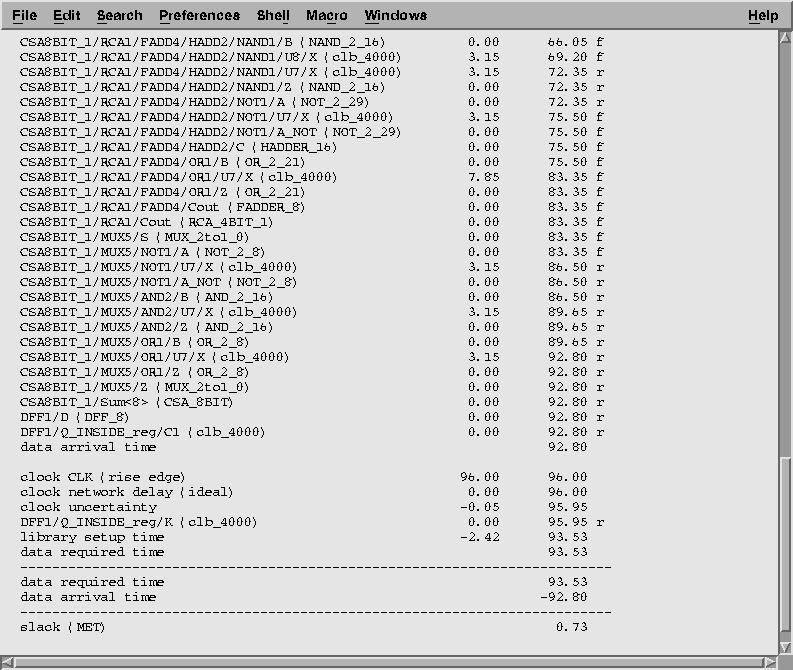 File Edit Search Preferences Shell Macro Windows Help
CSA8BIT_1/RCA1/FADD4/HADD2/NAND1/B (NAND_2_16) 0.00 66.05 f
CSA8BIT_1/RCA1/FADD4/HADD2/NAND1/U8/X (clb_4000) 3.15 69.20 f
CSA8BIT_1/RCA1/FADD4/HADD2/NAND1/U7/X (clb_4000) 3.15 72.35 r
CSA8BIT_1/RCA1/FADD4/HADD2/NAND1/Z (NAND_2_16) 0.00 72.35 r
CSA8BIT_1/RCA1/FADD4/HADD2/NOT1/A (NOT_2_29) 0.00 72.35 r
CSA8BIT_1/RCA1/FADD4/HADD2/NOT1/U7/X (clb_4000) 3.15 75.50 f
CSA8BIT_1/RCA1/FADD4/HADD2/NOT1/A_NOT (NOT_2_29) 0.00 75.50 f
CSA8BIT_1/RCA1/FADD4/HADD2/C (HADDER_16) 0.00 75.50 f
CSA8BIT_1/RCA1/FADD4/OR1/B (OR_2_21) 0.00 75.50 f
CSA8BIT_1/RCA1/FADD4/OR1/U7/X (clb_4000) 7.85 83.35 f
CSA8BIT_1/RCA1/FADD4/OR1/Z (OR_2_21) 0.00 83.35 f
CSA8BIT_1/RCA1/FADD4/Cout (FADDER_8) 0.00 83.35 f
CSA8BIT_1/RCA1/Cout (RCA_4BIT_1) 0.00 83.35 f
CSA8BIT_1/MUX5/S (MUX_2to1_0) 0.00 83.35 f
CSA8BIT_1/MUX5/NOT1/A (NOT_2_8) 0.00 83.35 f
CSA8BIT_1/MUX5/NOT1/U7/X (clb_4000) 3.15 86.50 r
CSA8BIT_1/MUX5/NOT1/A_NOT (NOT_2_8) 0.00 86.50 r
CSA8BIT_1/MUX5/AND2/B (AND_2_16) 0.00 86.50 r
CSA8BIT_1/MUX5/AND2/U7/X (clb_4000) 3.15 89.65 r
CSA8BIT_1/MUX5/AND2/Z (AND_2_16) 0.00 89.65 r
CSA8BIT_1/MUX5/OR1/B (OR_2_8) 0.00 89.65 r
CSA8BIT_1/MUX5/OR1/U7/X (clb_4000) 3.15 92.80 r
CSA8BIT_1/MUX5/OR1/Z (OR_2_8) 0.00 92.80 r
CSA8BIT_1/MUX5/Z (MUX_2to1_0) 0.00 92.80 r
CSA8BIT_1/Sum<8> (CSA_8BIT) 0.00 92.80 r
DFF1/D (DFF_8) 0.00 92.80 r
DFF1/Q_INSIDE_reg/C1 (clb_4000) 0.00 92.80 r
data arrival time 92.80
clock CLK (rise edge) 96.00 96.00
clock network delay (ideal) 0.00 96.00
clock uncertainty -0.05 95.95
DFF1/Q_INSIDE_reg/K (clb_4000) 0.00 95.95 r
library setup time -2.42 93.53
data required time 93.53
data required time 93.53
data arrival time -92.80
slack (MET) 0.73